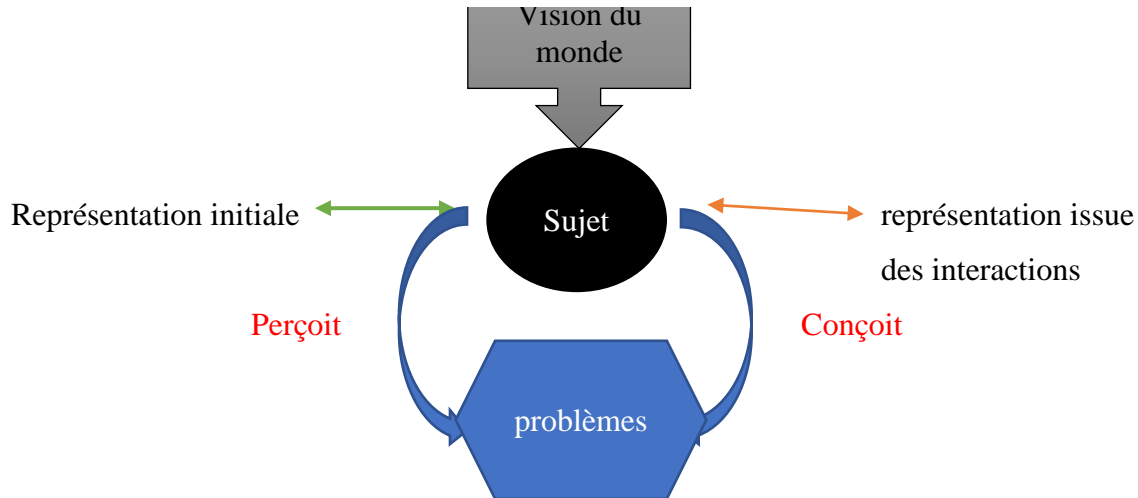 Vision du
monde
Représentation initiale
Sujet
représentation issue
des interactions
Perçoit
Conçoit
problèmes